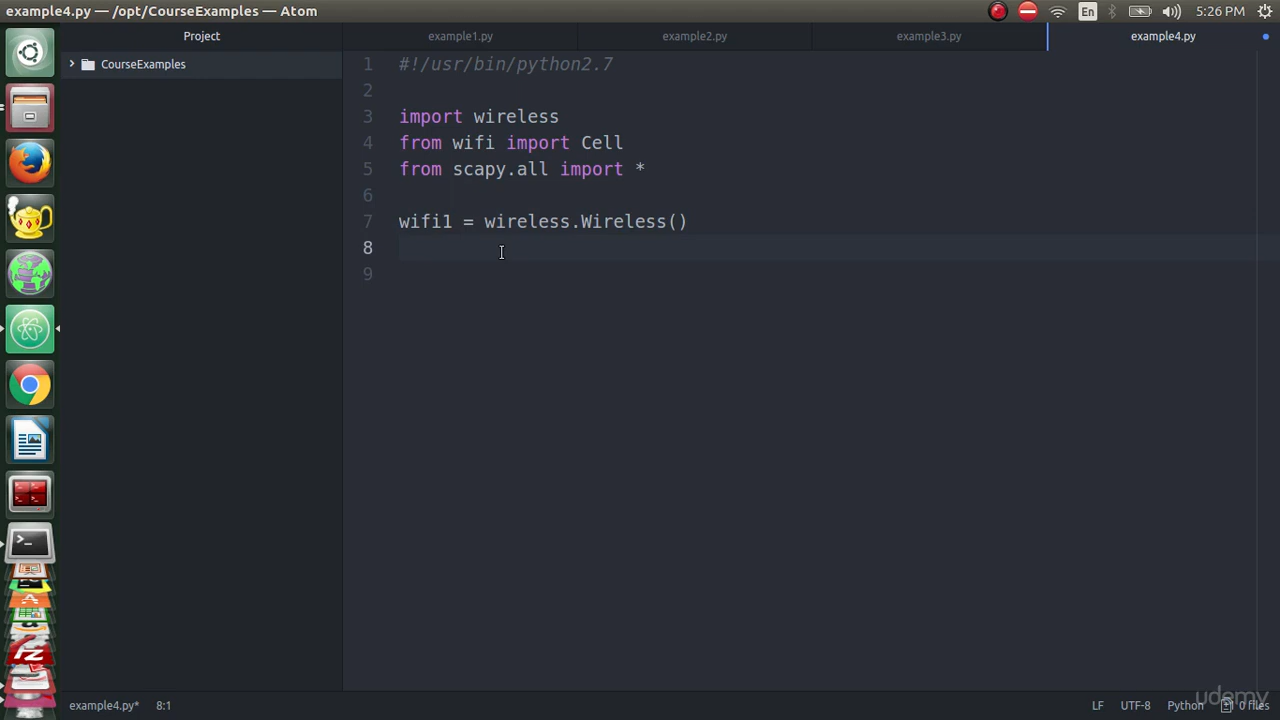 example4.py — /opt/CourseExamples — Atom
En
5:26 PM
Project
example1.py
example2.py
example3.py
example4.py
CourseExamples
1 #!/usr/bin/python2.7
2
3 import wireless
4 from wifi import Cell
5 from scapy.all import *
6
7 wifi1 = wireless.Wireless()
8
9
example4.py* 8:1
LF UTF-8 Python 0 files
udemy